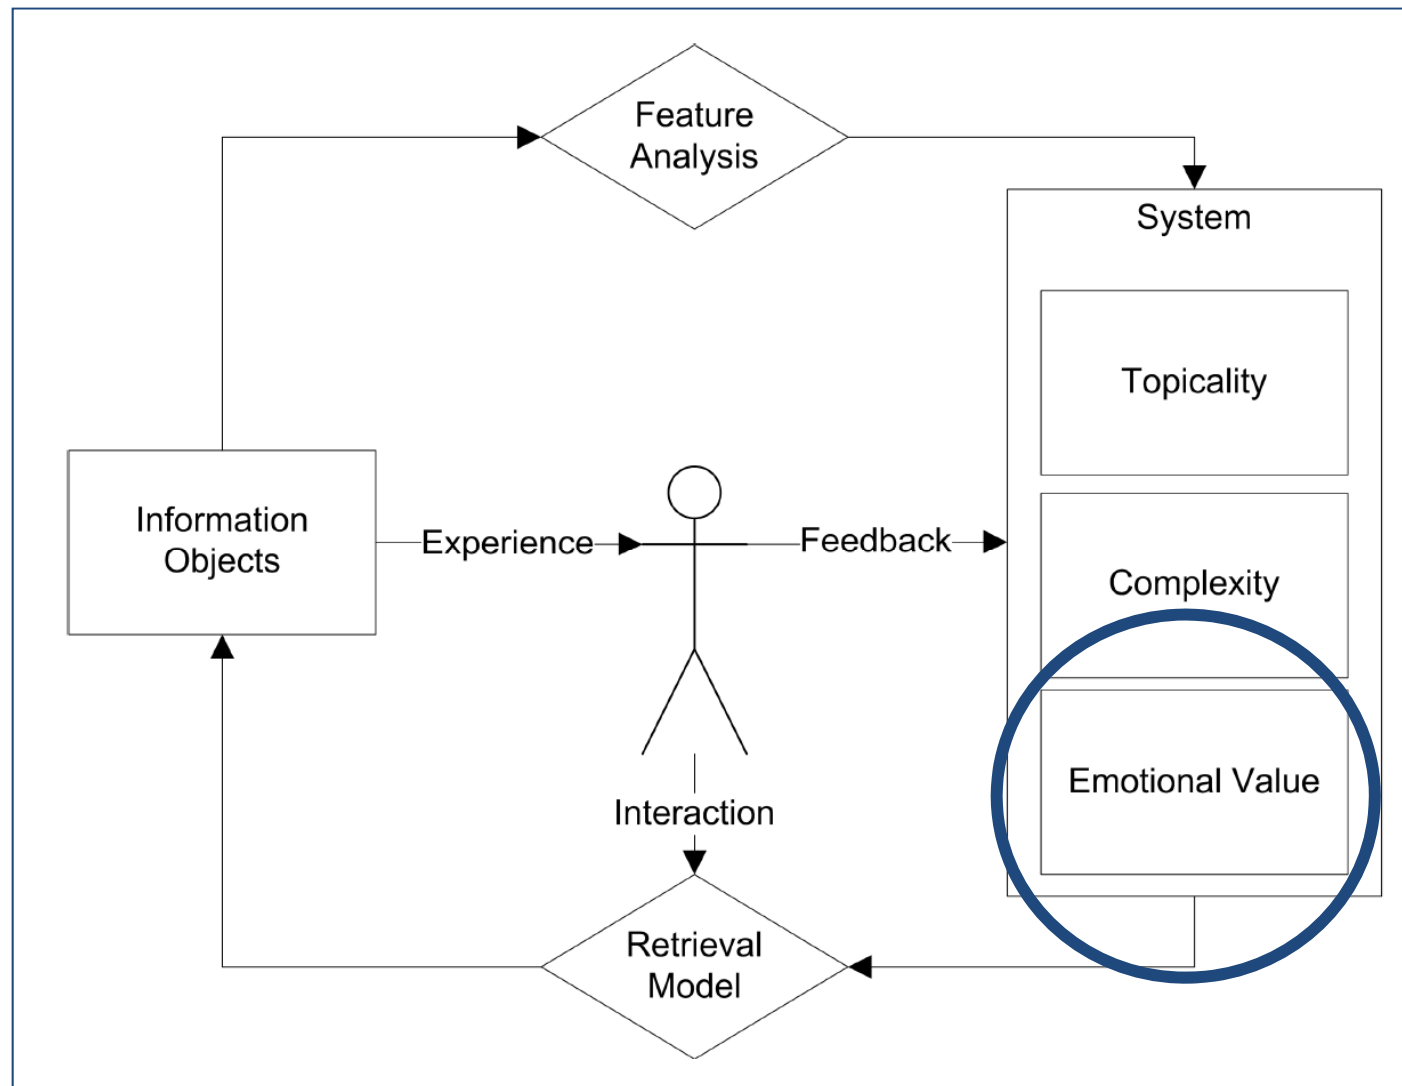 Feature
Analysis
System
Topicality
Information
Objects
Experience
Feedback
Complexity
Emotional Value
Interaction
Retrieval
Model